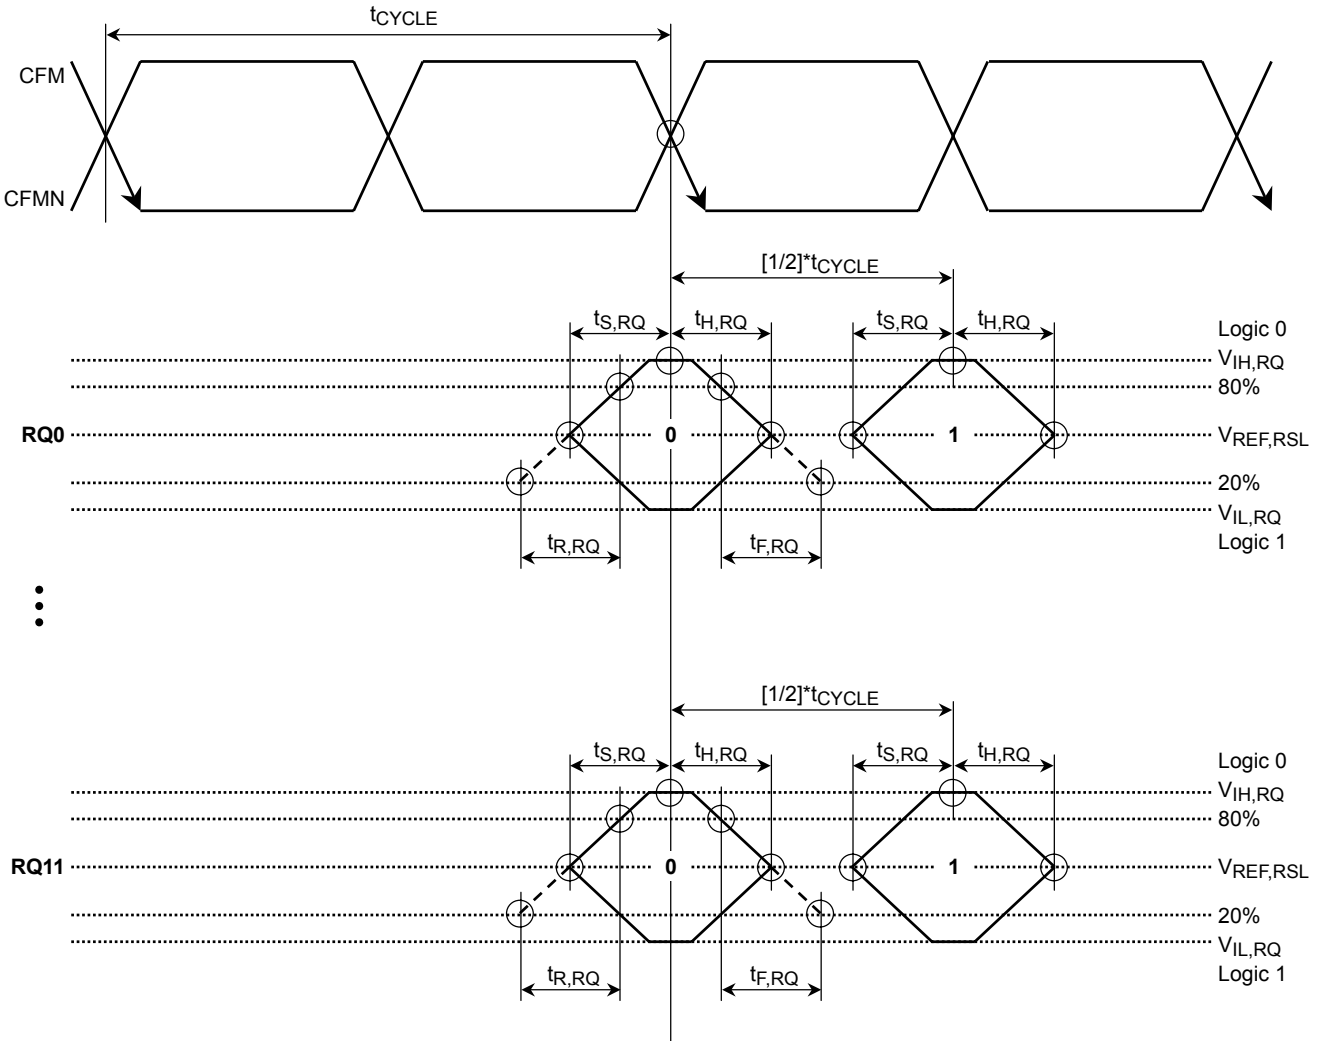 tCYCLE
CFM
CFMN
[1/2]*tCYCLE
tS,RQ tH,RQ tS,RQ tH,RQ
Logic 0
VIH,RQ
80%
RQ0 0 1 VREF,RSL
20%
VIL,RQ
tR,RQ tF,RQ Logic 1
[1/2]*tCYCLE
tS,RQ tH,RQ tS,RQ tH,RQ
Logic 0
VIH,RQ
80%
RQ11 0 1 VREF,RSL
20%
VIL,RQ
tR,RQ tF,RQ Logic 1